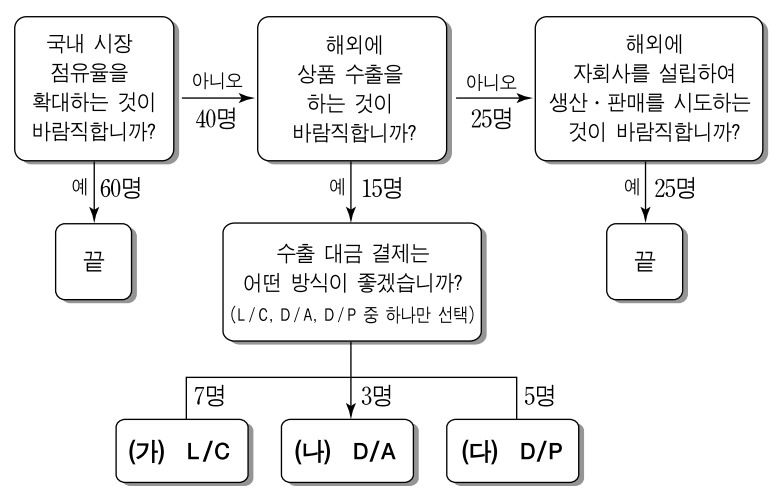 국내 시장
점유율을
확대하는 것이
바람직합니까?
아니오
40명
해외에
상품 수출을
하는 것이
바람직합니까?
아니오
25명
해외에
자회사를 설립하여
생산·판매를 시도하는
것이 바람직합니까?
예 60명
예 15명
예 25명
끝
수출 대금 결제는
어떤 방식이 좋겠습니까?
(L/C, D/A, D/P 중 하나만 선택)
끝
7명
3명
5명
(가) L/C
(나) D/A
(다) D/P